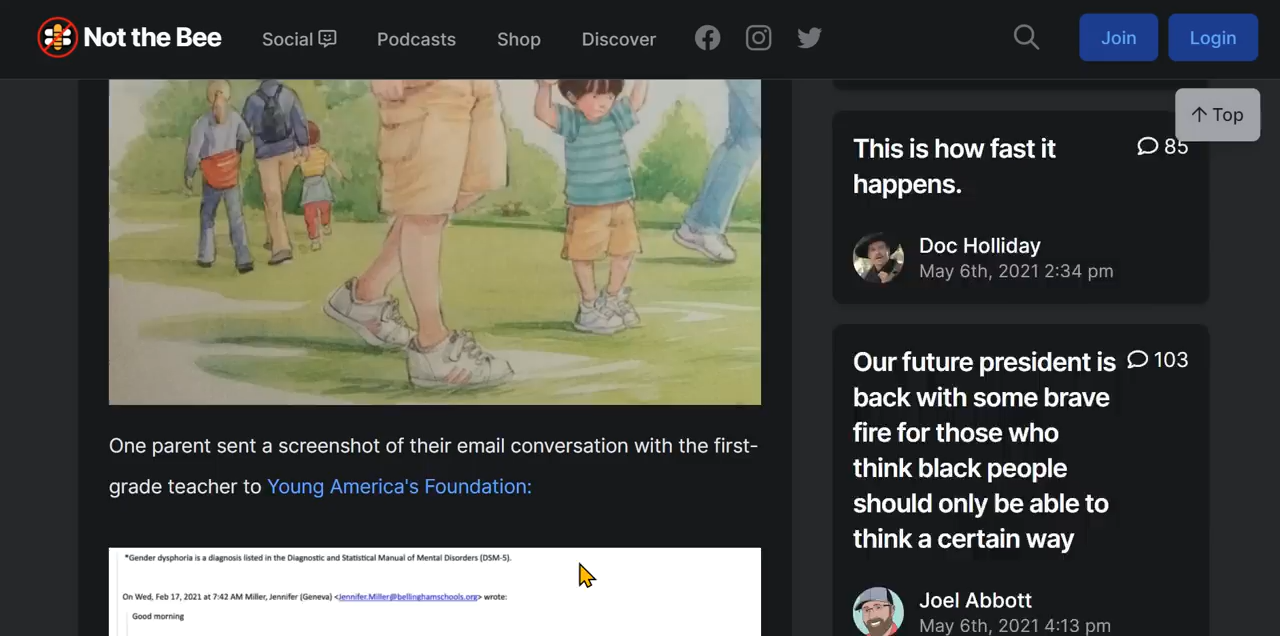 Not the Bee
Social
Podcasts
Shop
Discover
Join
Login
↑ Top
This is how fast it
happens.
85
Doc Holliday
May 6th, 2021 2:34 pm
Our future president is
back with some brave
fire for those who
think black people
should only be able to
think a certain way
103
Joel Abbott
May 6th, 2021 4:13 pm
One parent sent a screenshot of their email conversation with the first-
grade teacher to Young America's Foundation:
*Gender dysphoria is a diagnosis listed in the Diagnostic and Statistical Manual of Mental Disorders (DSM-5).
On Wed, Feb 17, 2021 at 7:42 AM Miller, Jennifer (Geneva) <Jennifer.Miller@bellinghamschools.org> wrote:
Good morning